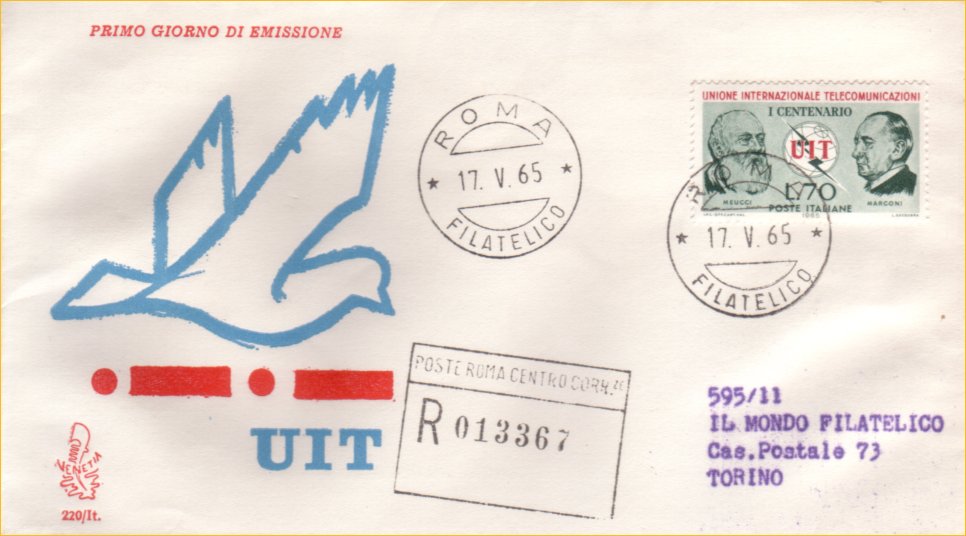 PRIMO GIORNO DI EMISSIONE
ROMA
17. V. 65
FILATELICO
UNIONE INTERNAZIONALE TELECOMUNICAZIONI
I CENTENARIO
UIT
L.70
MEUCCI
POSTE ITALIANE
MARCONI
1965
ROMA
17. V. 65
FILATELICO
POSTE ROMA CENTRO CORR.
R 013367
UIT
VENETIA
220/It.
595/11
IL MONDO FILATELICO
Cas.Postale 73
TORINO